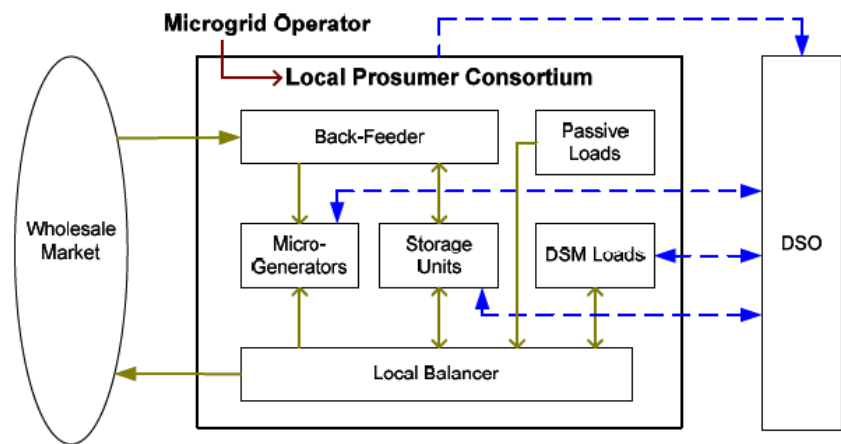 Microgrid Operator
Local Prosumer Consortium
Back-Feeder
Passive
Loads
Wholesale
Market
Micro-
Generators
Storage
Units
DSM Loads
DSO
Local Balancer